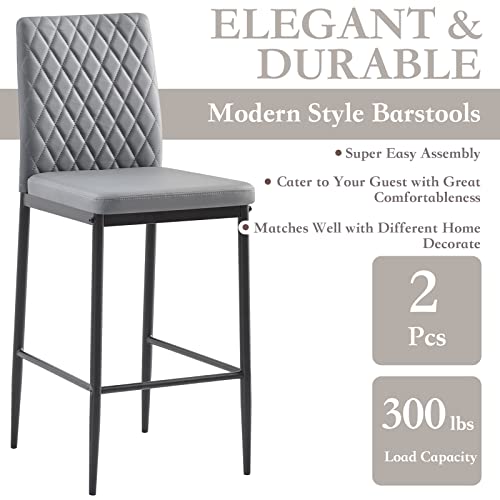 ELEGANT &
DURABLE
Modern Style Barstools
Super Easy Assembly
Cater to Your Guest with Great
Comfortableness
Matches Well with Different Home
Decorate
2
Pcs
300 lbs
Load Capacity